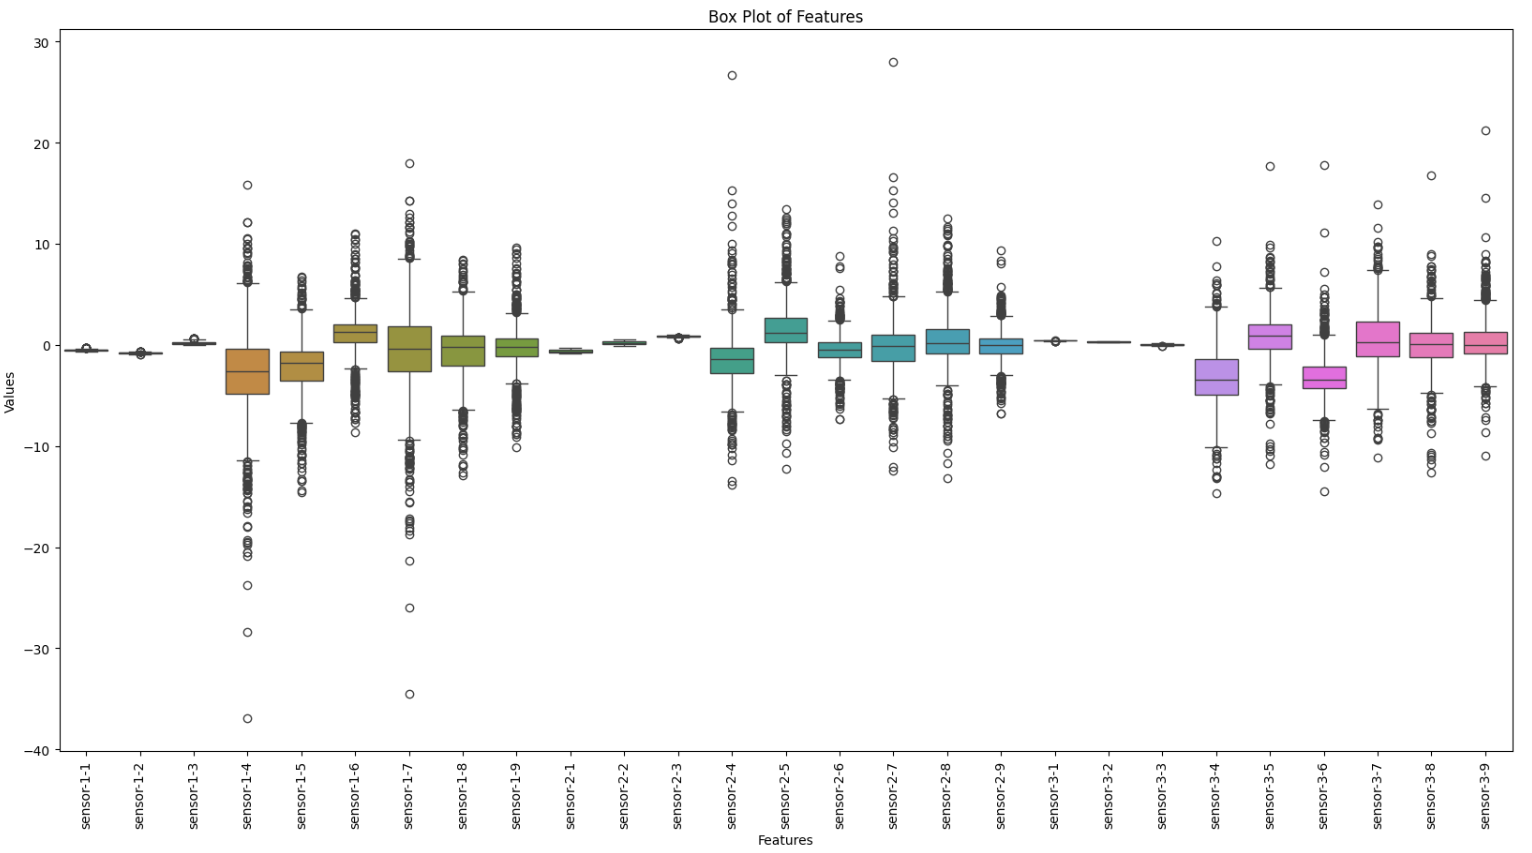 Box Plot of Features
30
20
10
0
−10
−20
−30
−40
Values
sensor-1-1
sensor-1-2
sensor-1-3
sensor-1-4
sensor-1-5
sensor-1-6
sensor-1-7
sensor-1-8
sensor-1-9
sensor-2-1
sensor-2-2
sensor-2-3
sensor-2-4
sensor-2-5
sensor-2-6
sensor-2-7
sensor-2-8
sensor-2-9
sensor-3-1
sensor-3-2
sensor-3-3
sensor-3-4
sensor-3-5
sensor-3-6
sensor-3-7
sensor-3-8
sensor-3-9
Features